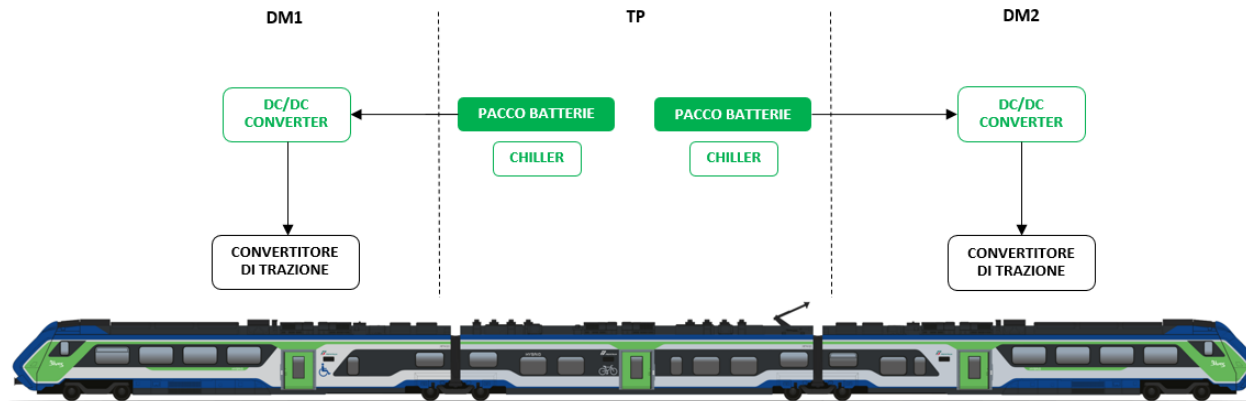 DM1
TP
DM2
DC/DC
CONVERTER
PACCO BATTERIE
PACCO BATTERIE
DC/DC
CONVERTER
CHILLER
CHILLER
CONVERTITORE
DI TRAZIONE
CONVERTITORE
DI TRAZIONE
HYBRID